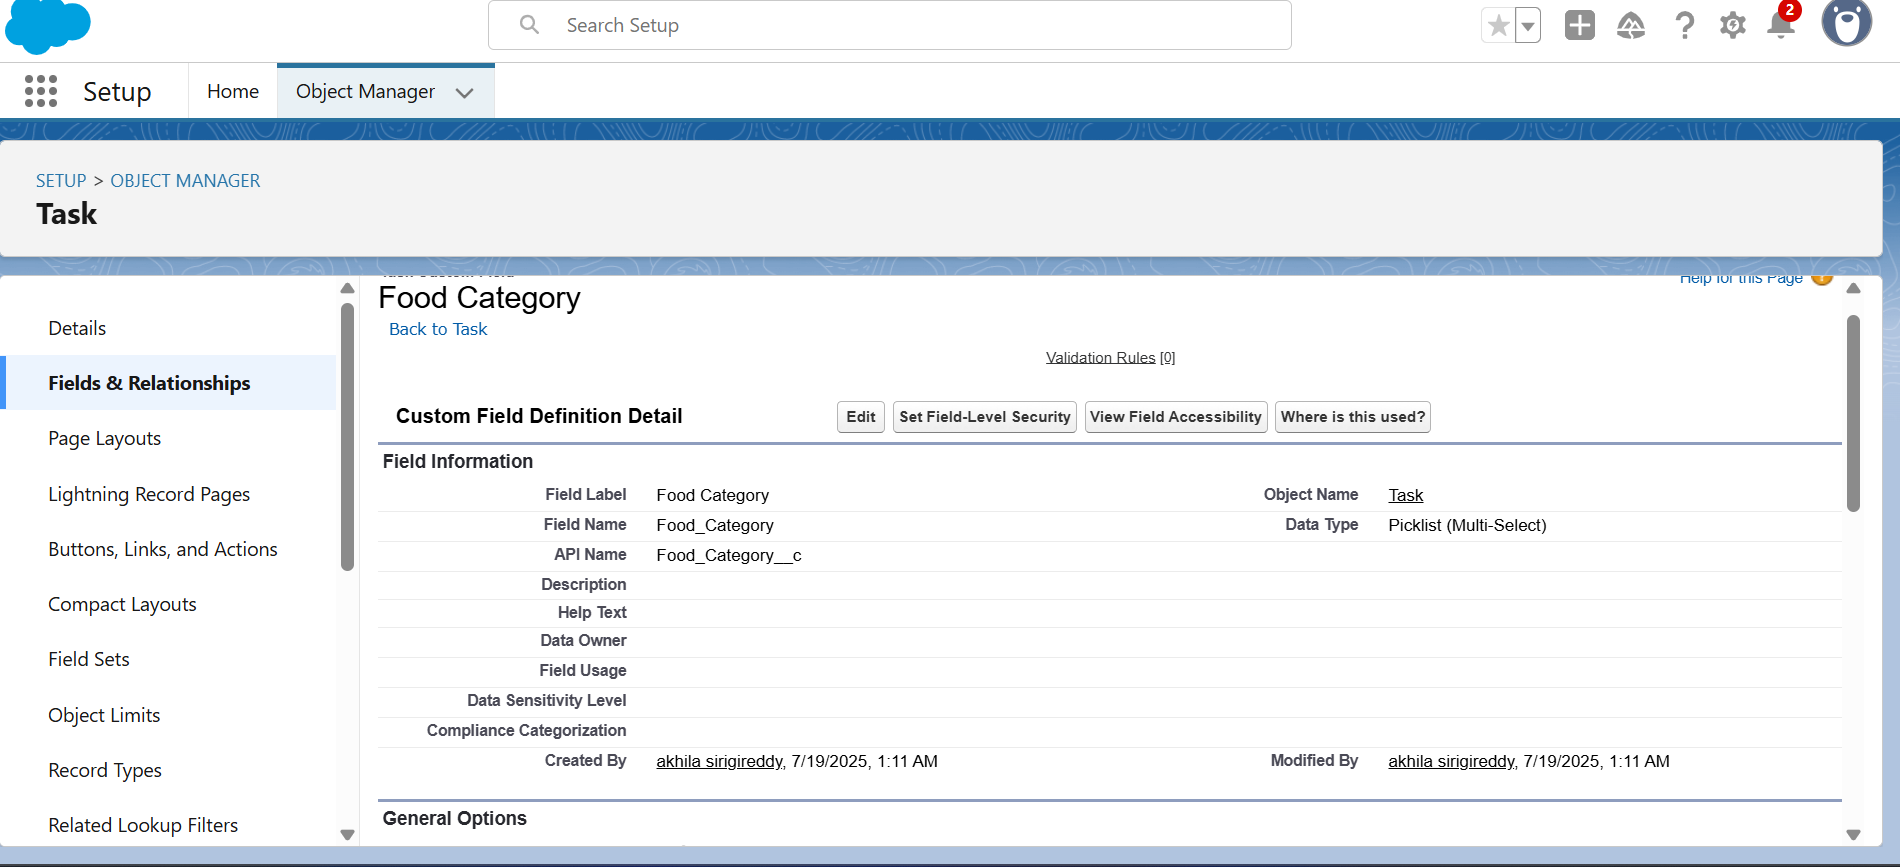 Search Setup
2
Setup
Home
Object Manager
SETUP > OBJECT MANAGER
Task
Details
Fields & Relationships
Page Layouts
Lightning Record Pages
Buttons, Links, and Actions
Compact Layouts
Field Sets
Object Limits
Record Types
Related Lookup Filters
Help for this Page
Food Category
Back to Task
Validation Rules [0]
Custom Field Definition Detail
Edit
Set Field-Level Security
View Field Accessibility
Where is this used?
Field Information
Field Label Food Category Object Name Task
Field Name Food_Category Data Type Picklist (Multi-Select)
API Name Food_Category__c
Description
Help Text
Data Owner
Field Usage
Data Sensitivity Level
Compliance Categorization
Created By akhila sirigireddy, 7/19/2025, 1:11 AM Modified By akhila sirigireddy, 7/19/2025, 1:11 AM
General Options